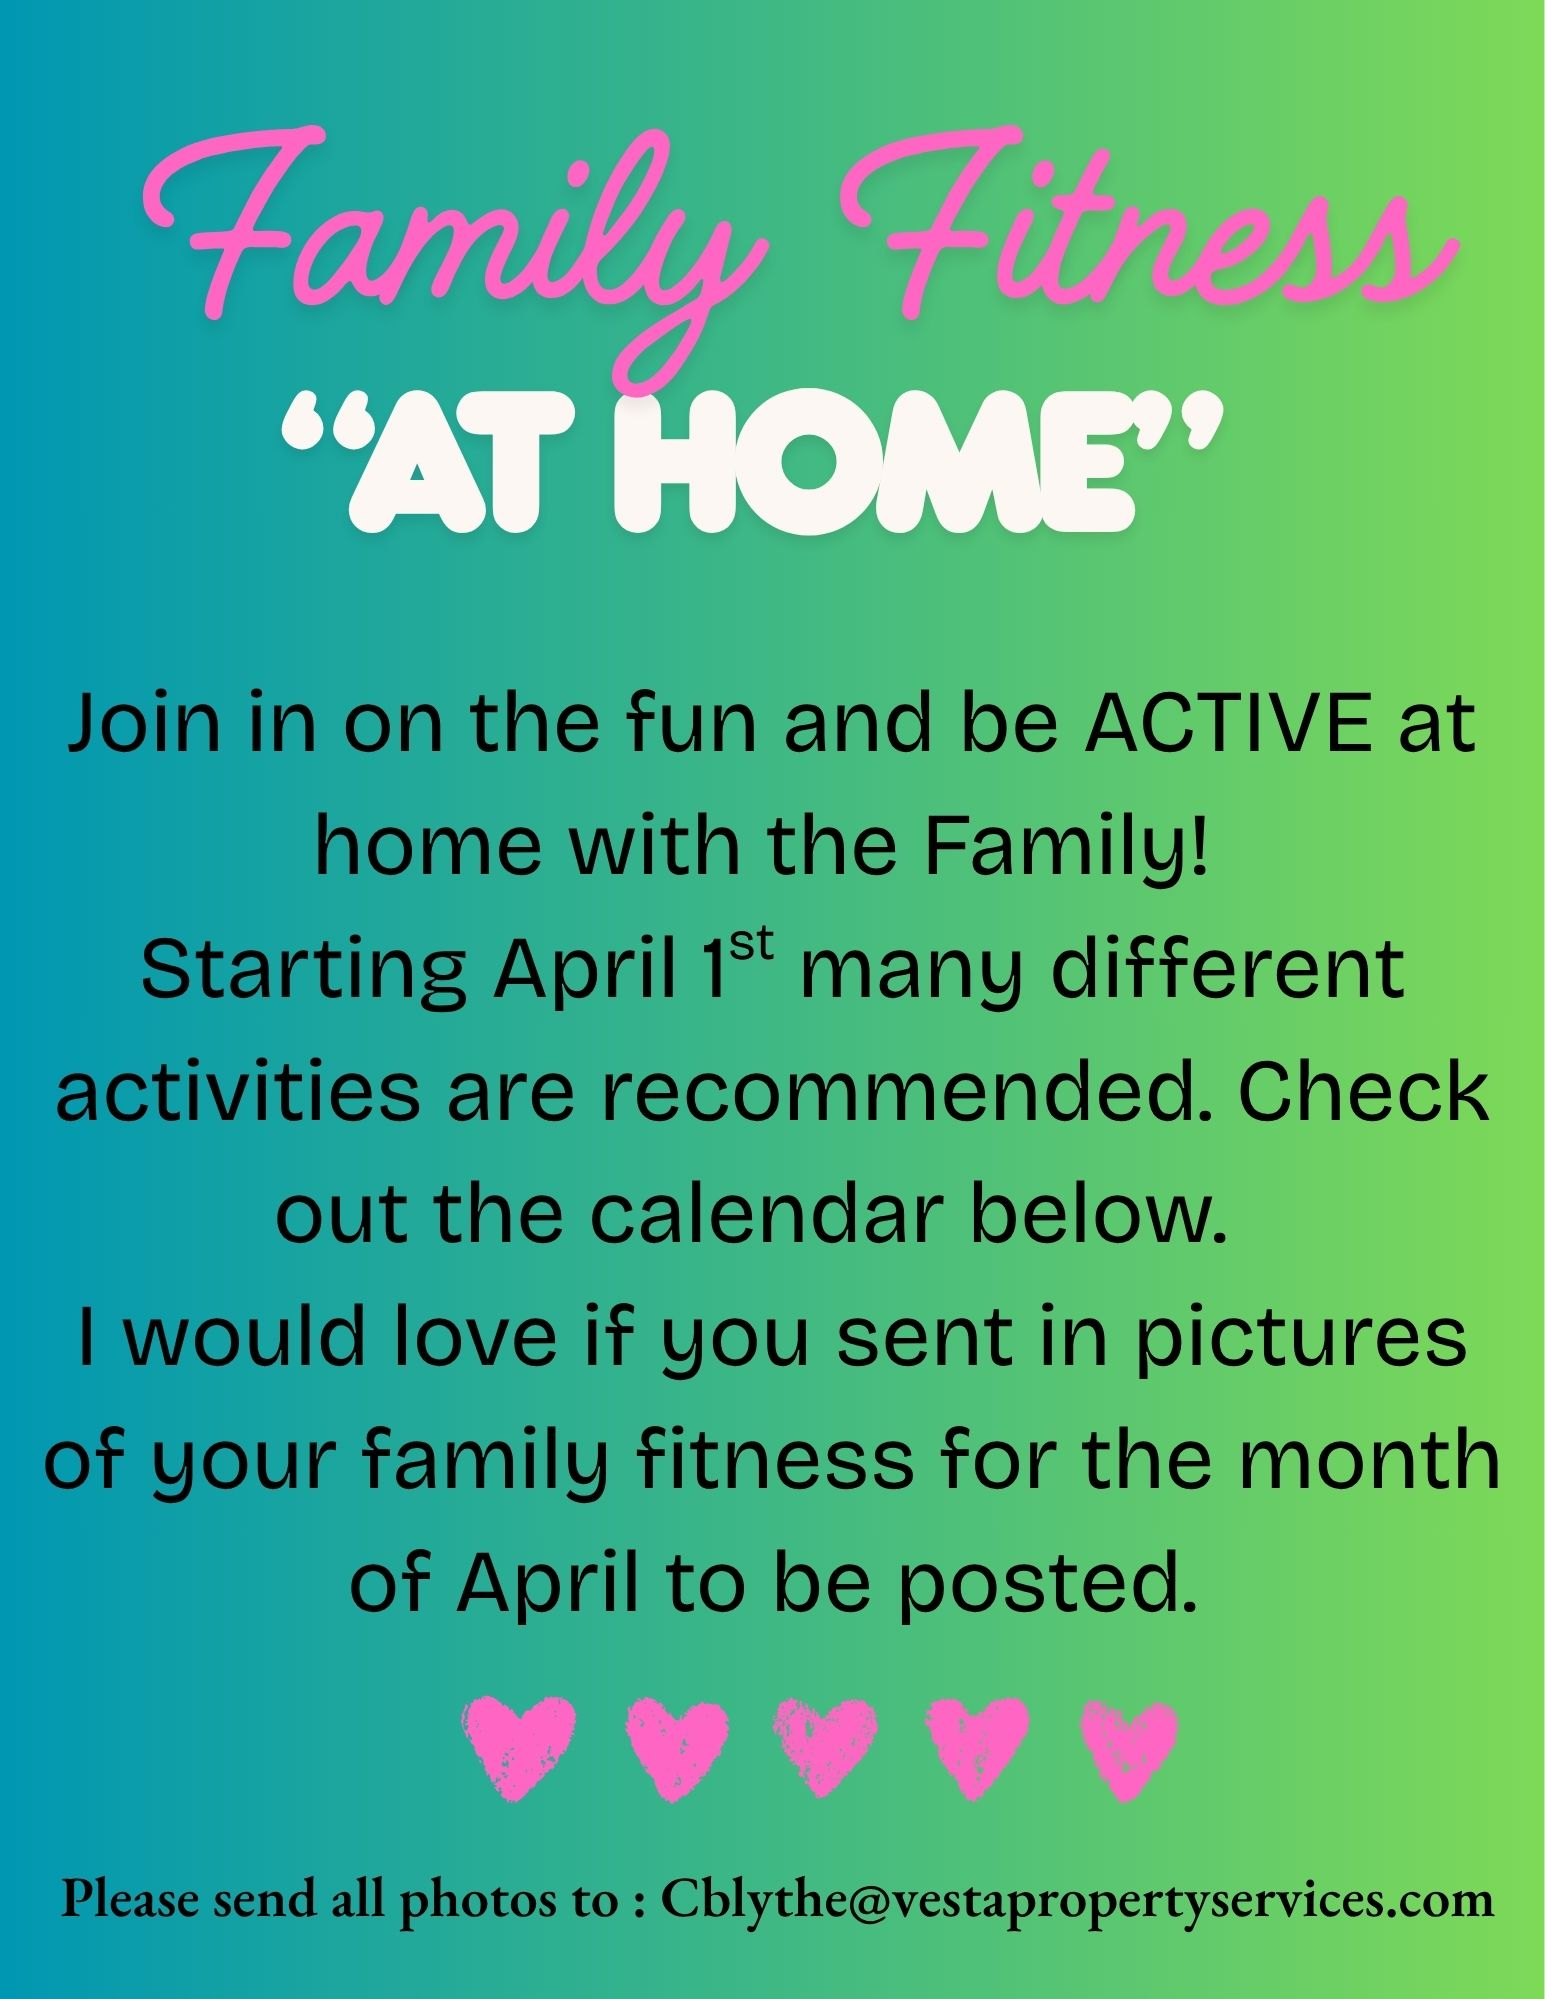 Family Fitness
“AT HOME”
Join in on the fun and be ACTIVE at
home with the Family!
Starting April 1st many different
activities are recommended. Check
out the calendar below.
I would love if you sent in pictures
of your family fitness for the month
of April to be posted.
Please send all photos to : Cblythe@vestapropertyservices.com